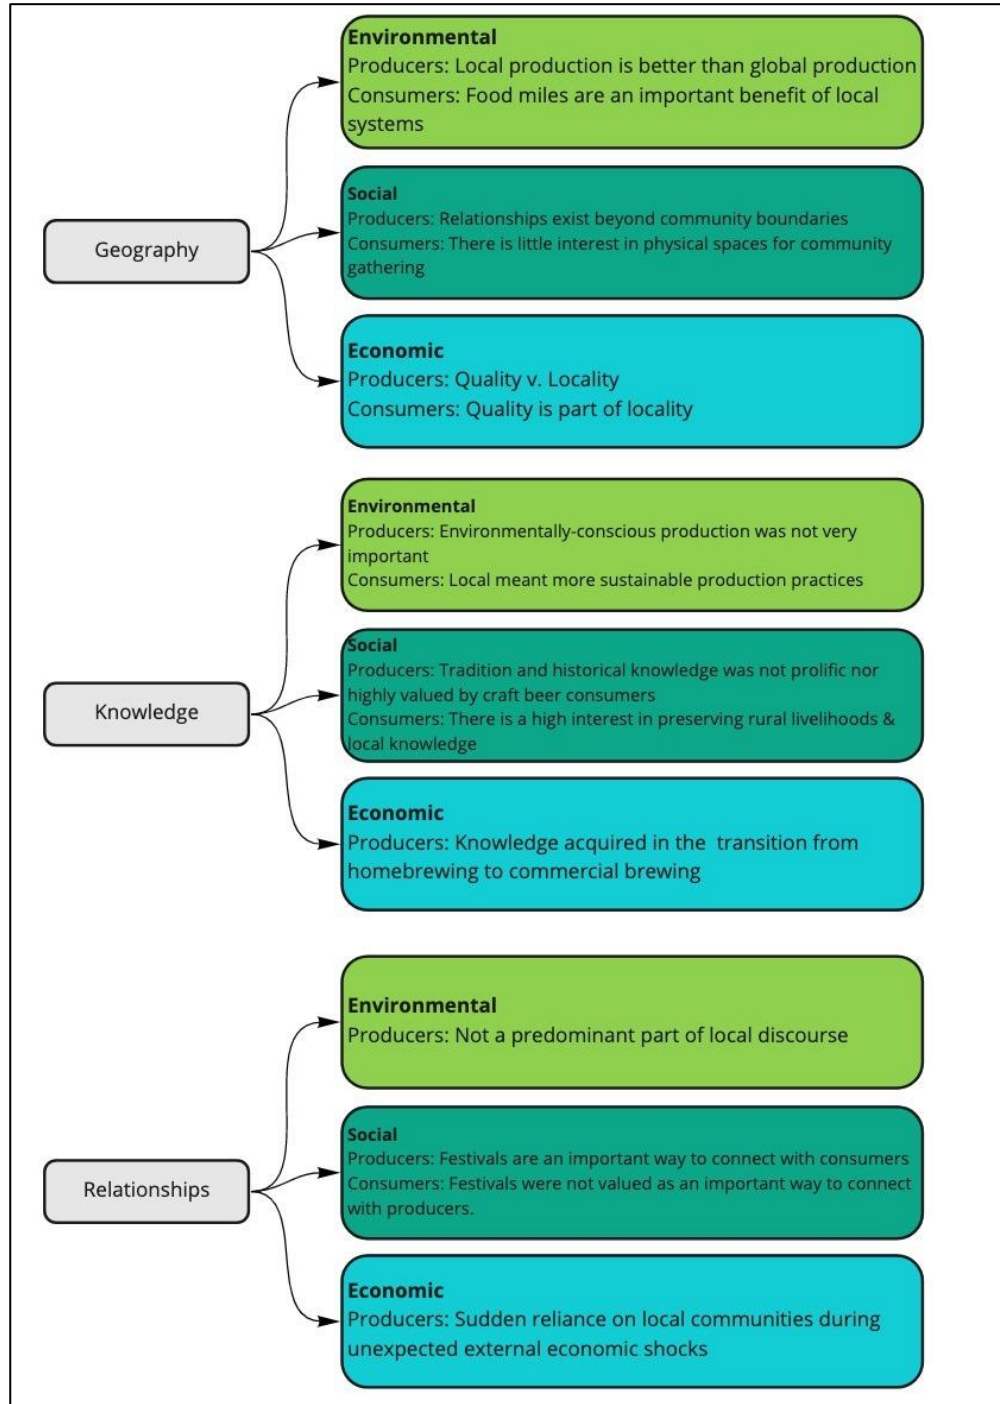 Environmental
Producers: Local production is better than global production
Consumers: Food miles are an important benefit of local
systems
Geography
Social
Producers: Relationships exist beyond community boundaries
Consumers: There is little interest in physical spaces for community
gathering
Economic
Producers: Quality v. Locality
Consumers: Quality is part of locality
Environmental
Producers: Environmentally-conscious production was not very
important
Consumers: Local meant more sustainable production practices
Knowledge
Social
Producers: Tradition and historical knowledge was not prolific nor
highly valued by craft beer consumers
Consumers: There is a high interest in preserving rural livelihoods &
local knowledge
Economic
Producers: Knowledge acquired in the  transition from
homebrewing to commercial brewing
Environmental
Producers: Not a predominant part of local discourse
Relationships
Social
Producers: Festivals are an important way to connect with consumers
Consumers: Festivals were not valued as an important way to connect
with producers.
Economic
Producers: Sudden reliance on local communities during
unexpected external economic shocks